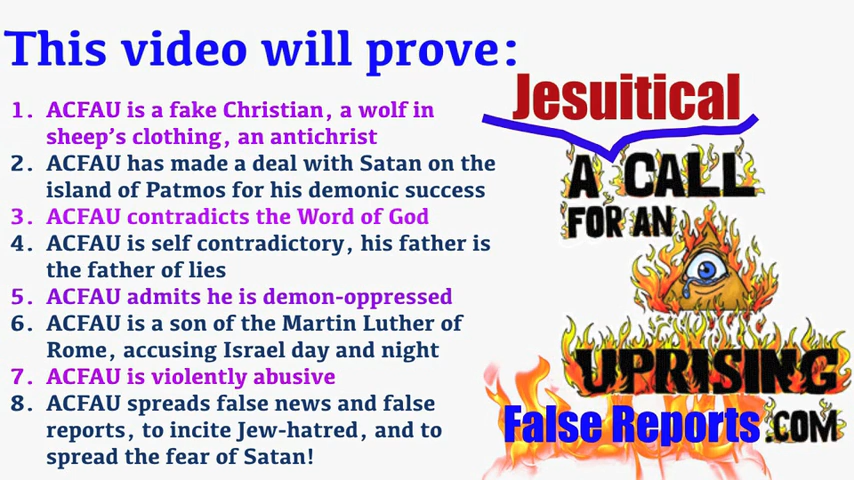 This video will prove:
1. ACFAU is a fake Christian, a wolf in
sheep's clothing, an antichrist
2. ACFAU has made a deal with Satan on the
island of Patmos for his demonic success
3. ACFAU contradicts the Word of God
4. ACFAU is self contradictory, his father is
the father of lies
5. ACFAU admits he is demon-oppressed
6. ACFAU is a son of the Martin Luther of
Rome, accusing Israel day and night
7. ACFAU is violently abusive
8. ACFAU spreads false news and false
reports, to incite Jew-hatred, and to
spread the fear of Satan!
Jesuitical
A CALL
FOR AN
UPRISING
False Reports.COM